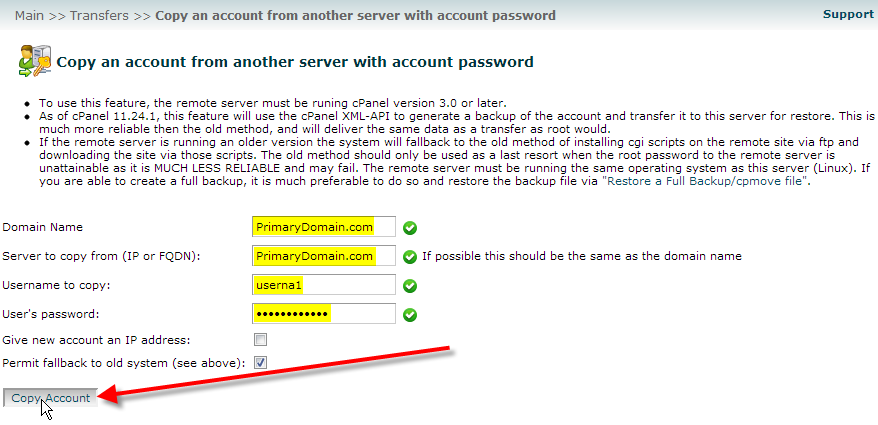 Main >> Transfers >> Copy an account from another server with account password
Support
Copy an account from another server with account password
• To use this feature, the remote server must be runing cPanel version 3.0 or later.
• As of cPanel 11.24.1, this feature will use the cPanel XML-API to generate a backup of the account and transfer it to this server for restore. This is
much more reliable then the old method, and will deliver the same data as a transfer as root would.
• If the remote server is running an older version the system will fallback to the old method of installing cgi scripts on the remote site via ftp and
downloading the site via those scripts. The old method should only be used as a last resort when the root password to the remote server is
unattainable as it is MUCH LESS RELIABLE and may fail. The remote server must be running the same operating system as this server (Linux). If
you are able to create a full backup, it is much preferable to do so and restore the backup file via "Restore a Full Backup/cpmove file".
Domain Name PrimaryDomain.com
Server to copy from (IP or FQDN): PrimaryDomain.com If possible this should be the same as the domain name
Username to copy: userna1
User's password: ••••••••••••
Give new account an IP address:
Permit fallback to old system (see above):
Copy Account